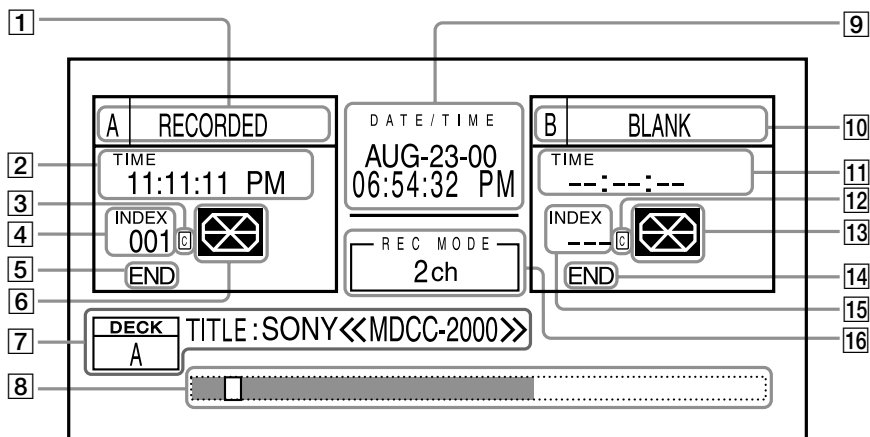 1
9
A RECORDED
DATE/TIME
B BLANK
10
2
TIME
11:11:11 PM
AUG-23-00
06:54:32 PM
TIME
--:--:--
11
3
C
12
4
INDEX
001
INDEX
---
C
13
REC MODE
2ch
5
END
END
14
6
15
7
DECK
A
TITLE:SONY≪MDCC-2000≫
16
8